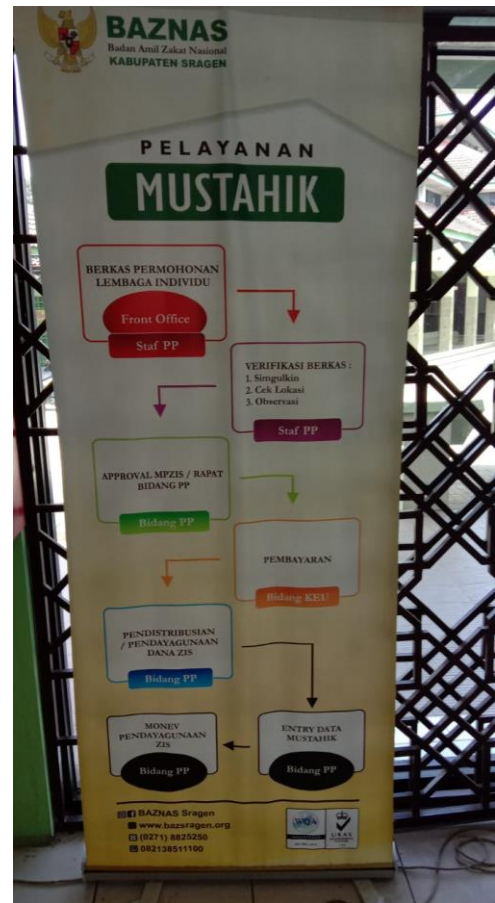 BAZNAS
Badan Amil Zakat Nasional
KABUPATEN SRAGEN
PELAYANAN
MUSTAHIK
BERKAS PERMOHONAN
LEMBAGA INDIVIDU
Front Office
Staf PP
VERIFIKASI BERKAS :
1. Simgulkin
2. Cek Lokasi
3. Observasi
Staf PP
APPROVAL MPZIS / RAPAT
BIDANG PP
Bidang PP
PEMBAYARAN
Bidang KEU
PENDISTRIBUSIAN
/ PENDAYAGUNAAN
DANA ZIS
Bidang PP
ENTRY DATA
MUSTAHIK
Bidang PP
MONEV
PENDAYAGUNAAN
ZIS
Bidang PP
BAZNAS Sragen
www.bazsragen.org
(0271) 8825250
082138511100
WQA
UKAS